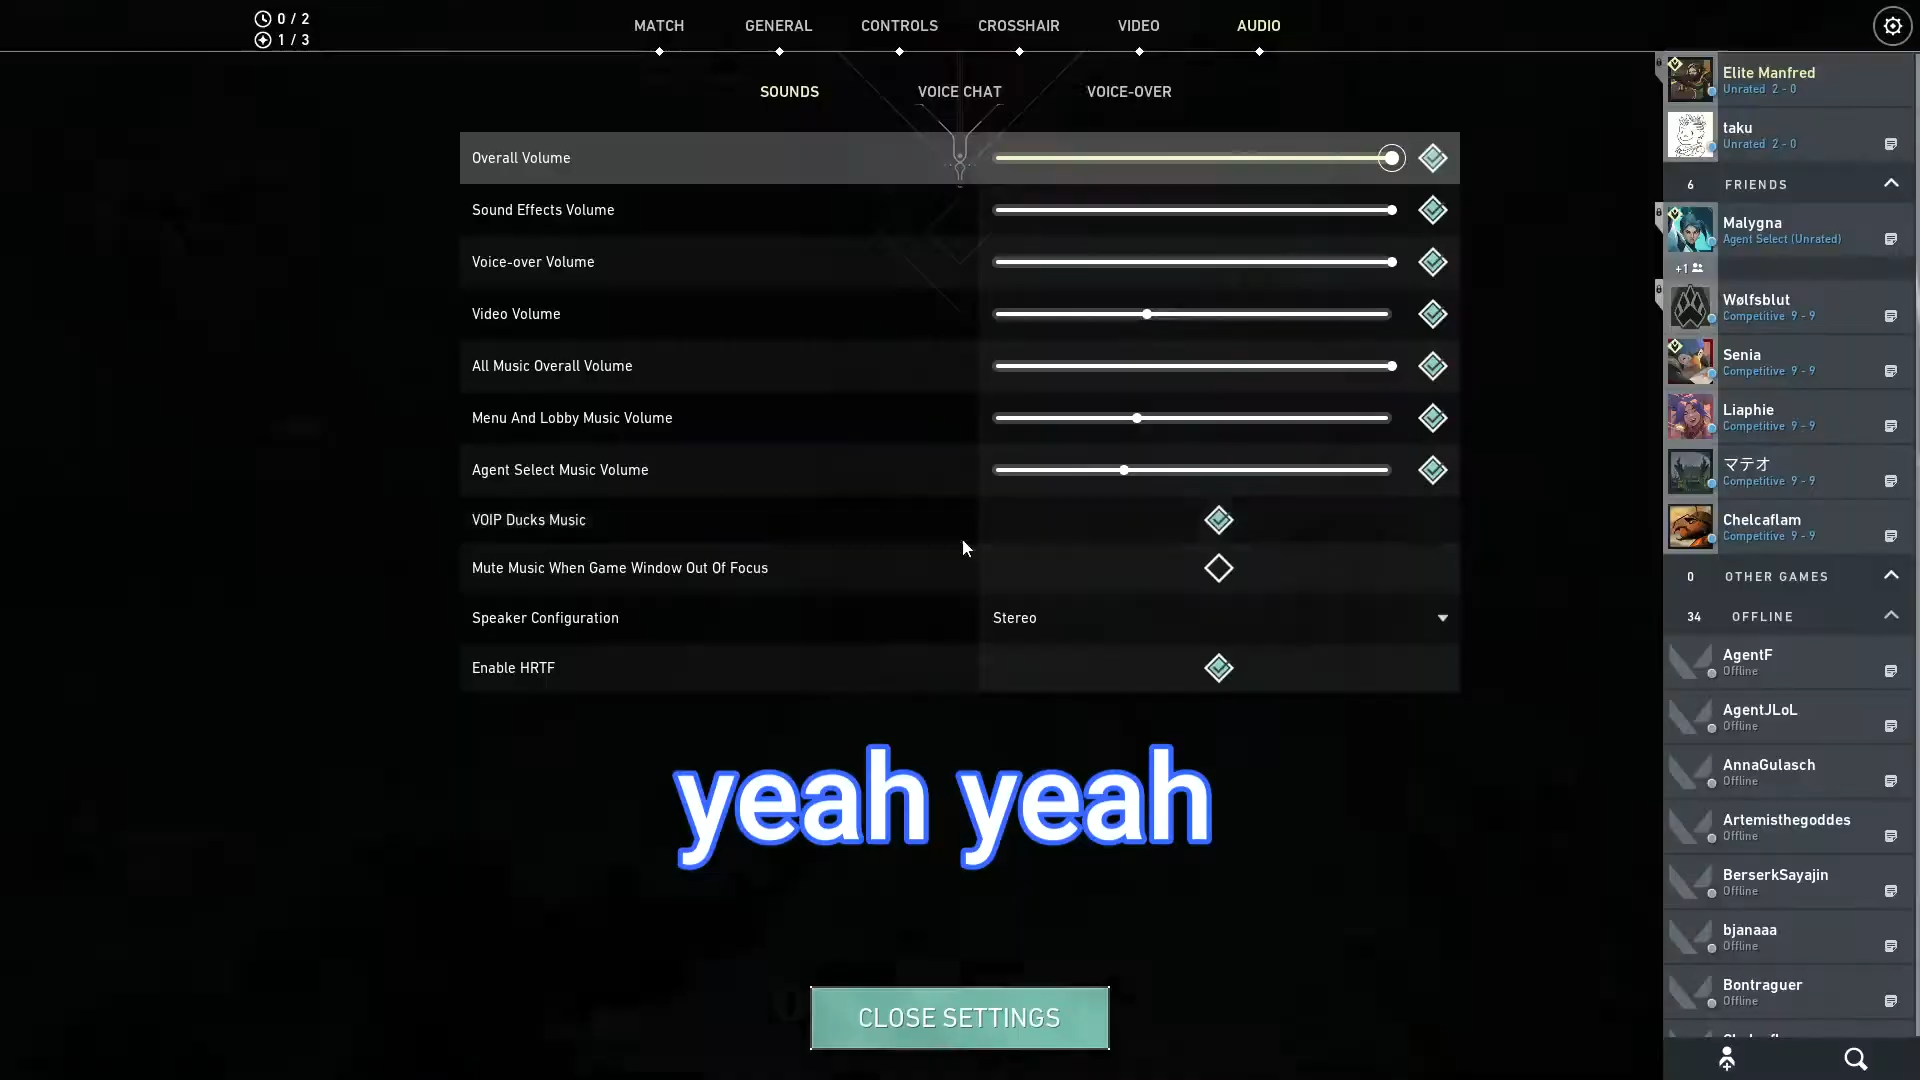 0 / 2
1 / 3
MATCH
GENERAL
CONTROLS
CROSSHAIR
VIDEO
AUDIO
SOUNDS
VOICE CHAT
VOICE-OVER
Overall Volume
Sound Effects Volume
Voice-over Volume
Video Volume
All Music Overall Volume
Menu And Lobby Music Volume
Agent Select Music Volume
VOIP Ducks Music
Mute Music When Game Window Out Of Focus
Speaker Configuration
Stereo
Enable HRTF
yeah yeah
CLOSE SETTINGS
Elite Manfred
Unrated 2 - 0
taku
Unrated 2 - 0
6 FRIENDS
Malygna
Agent Select (Unrated)
+1
Wølfsblut
Competitive 9 - 9
Senia
Competitive 9 - 9
Liaphie
Competitive 9 - 9
マテオ
Competitive 9 - 9
Chelcaflam
Competitive 9 - 9
0 OTHER GAMES
34 OFFLINE
AgentF
Offline
AgentJLoL
Offline
AnnaGulasch
Offline
Artemisthegoddes
Offline
BerserkSayajin
Offline
bjanaaa
Offline
Bontraguer
Offline